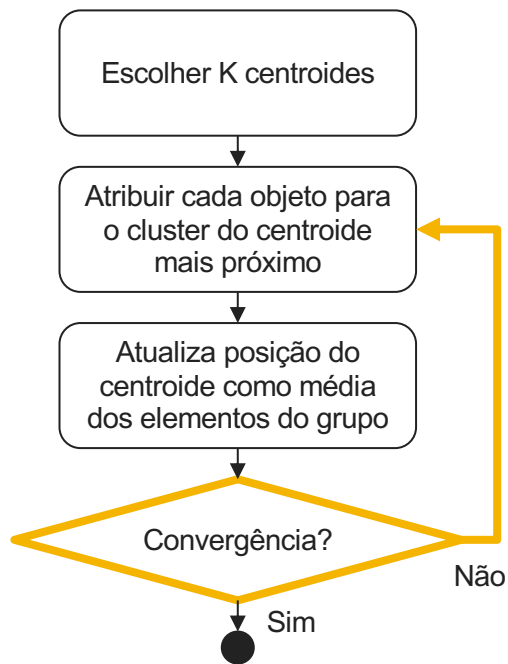 Escolher K centroides
Atribuir cada objeto para
o cluster do centroide
mais próximo
Atualiza posição do
centroide como média
dos elementos do grupo
Convergência?
Não
Sim